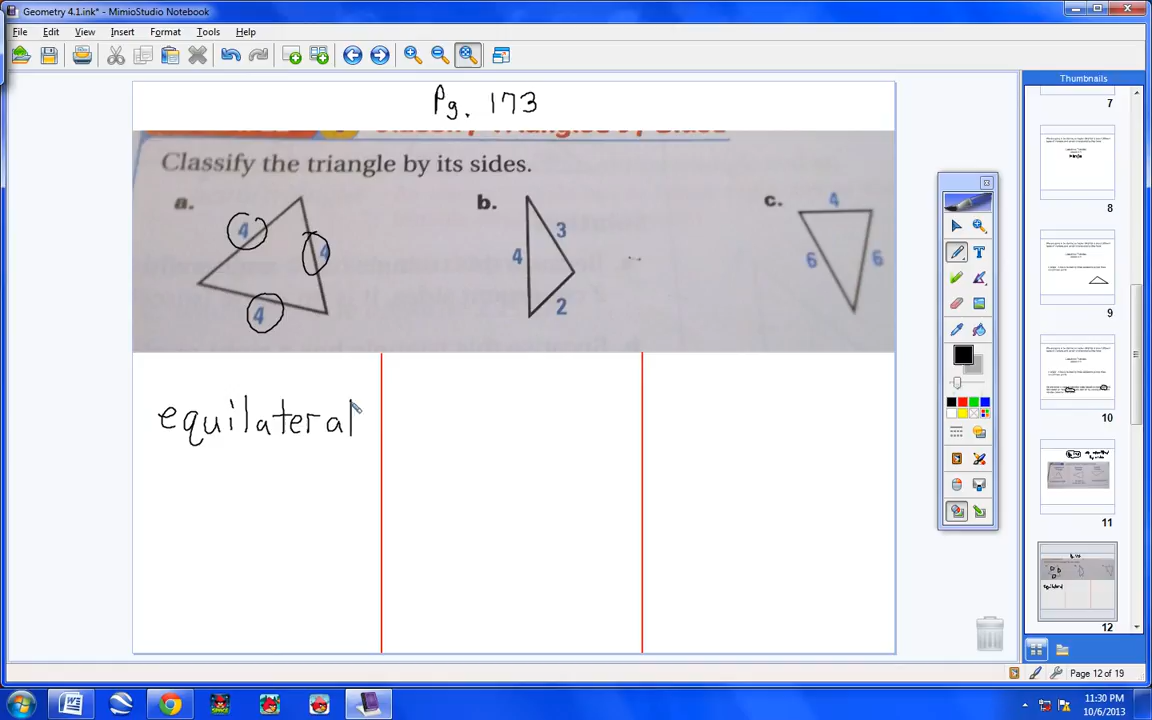 Geometry 4.1.ink* - MimioStudio Notebook
File Edit View Insert Format Tools Help
Thumbnails
Pg. 173
Classify the triangle by its sides.
a. 4 4 4
b. 4 3 2
c. 4 6 6
equilateral
T
7
8
9
10
11
12
Page 12 of 19
11:30 PM
10/6/2013